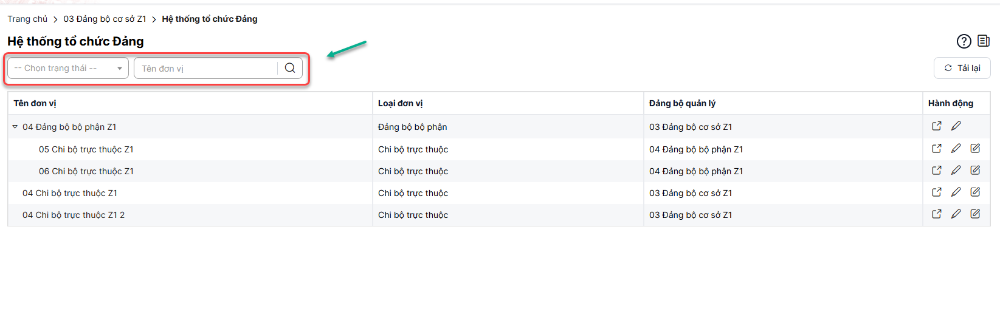 Trang chủ > 03 Đảng bộ cơ sở Z1 > Hệ thống tổ chức Đảng
Hệ thống tổ chức Đảng
-- Chọn trạng thái -- Tên đơn vị Tải lại
Tên đơn vị Loại đơn vị Đảng bộ quản lý Hành động
04 Đảng bộ bộ phận Z1 Đảng bộ bộ phận 03 Đảng bộ cơ sở Z1
05 Chi bộ trực thuộc Z1 Chi bộ trực thuộc 04 Đảng bộ bộ phận Z1
06 Chi bộ trực thuộc Z1 Chi bộ trực thuộc 04 Đảng bộ bộ phận Z1
04 Chi bộ trực thuộc Z1 Chi bộ trực thuộc 03 Đảng bộ cơ sở Z1
04 Chi bộ trực thuộc Z1 2 Chi bộ trực thuộc 03 Đảng bộ cơ sở Z1